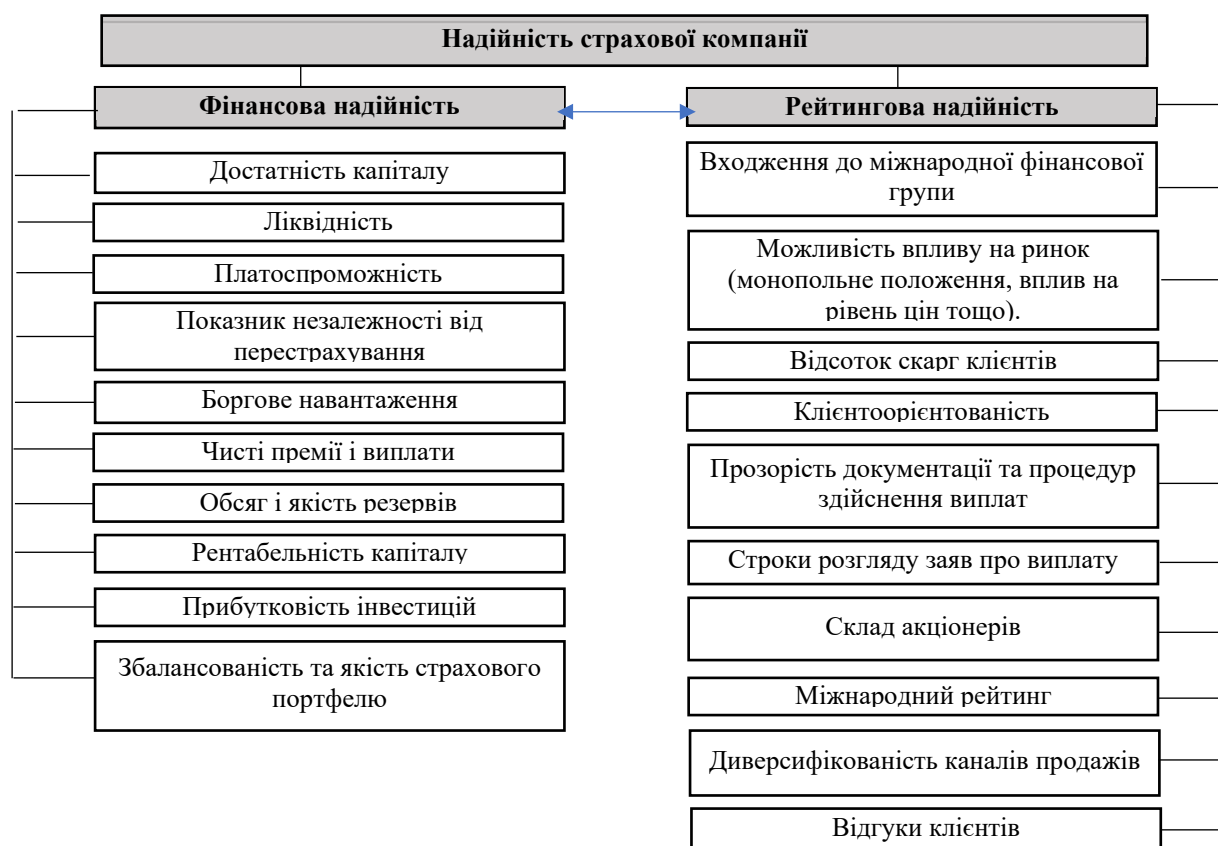 Надійність страхової компанії
Фінансова надійність
Достатність капіталу
Ліквідність
Платоспроможність
Показник незалежності від
перестрахування
Боргове навантаження
Чисті премії і виплати
Обсяг і якість резервів
Рентабельність капіталу
Прибутковість інвестицій
Збалансованість та якість страхового
портфелю
Рейтингова надійність
Входження до міжнародної фінансової
групи
Можливість впливу на ринок
(монопольне положення, вплив на
рівень цін тощо).
Відсоток скарг клієнтів
Клієнтоорієнтованість
Прозорість документації та процедур
здійснення виплат
Строки розгляду заяв про виплату
Склад акціонерів
Міжнародний рейтинг
Диверсифікованість каналів продажів
Відгуки клієнтів